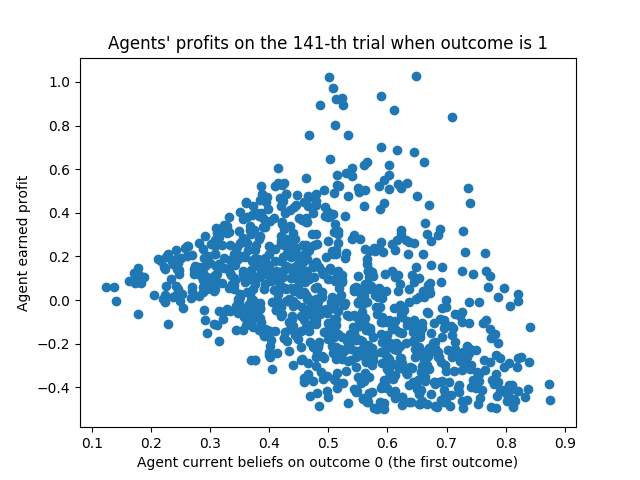 Agents' profits on the 141-th trial when outcome is 1
Agent earned profit
1.0
0.8
0.6
0.4
0.2
0.0
−0.2
−0.4
0.1 0.2 0.3 0.4 0.5 0.6 0.7 0.8 0.9
Agent current beliefs on outcome 0 (the first outcome)